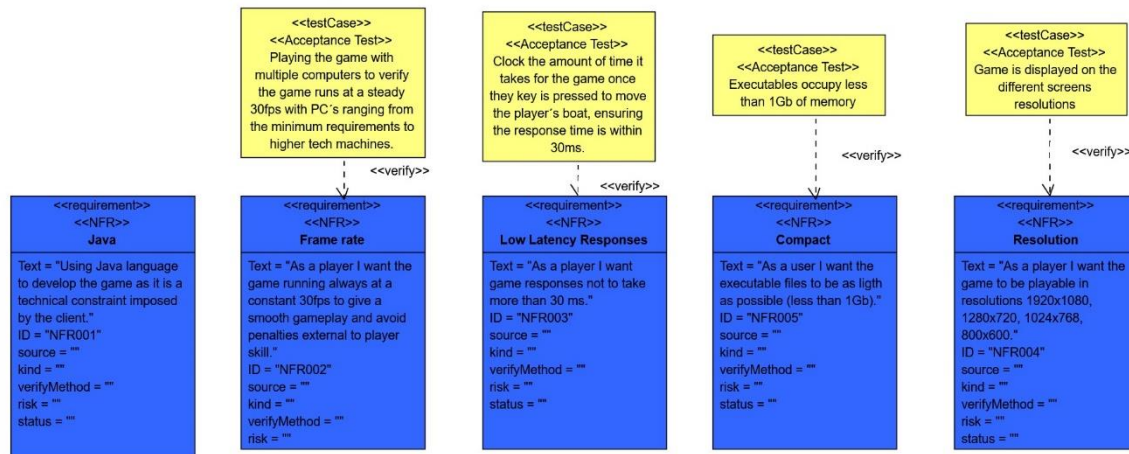 <<testCase>>
<<Acceptance Test>>
Playing the game with
multiple computers to verify
the game runs at a steady
30fps with PC´s ranging from
the minimum requirements to
higher tech machines.
<<verify>>
<<testCase>>
<<Acceptance Test>>
Clock the amount of time it
takes for the game once
they key is pressed to move
the player´s boat, ensuring
the response time is within
30ms.
<<verify>>
<<testCase>>
<<Acceptance Test>>
Executables occupy less
than 1Gb of memory
<<verify>>
<<testCase>>
<<Acceptance Test>>
Game is displayed on the
different screens
resolutions
<<verify>>
<<requirement>>
<<NFR>>
Java
Text = "Using Java language
to develop the game as it is a
technical constraint imposed
by the client."
ID = "NFR001"
source = ""
kind = ""
verifyMethod = ""
risk = ""
status = ""
<<requirement>>
<<NFR>>
Frame rate
Text = "As a player I want the
game running always at a
constant 30fps to give a
smooth gameplay and avoid
penalties external to player
skill."
ID = "NFR002"
source = ""
kind = ""
verifyMethod = ""
risk = ""
<<requirement>>
<<NFR>>
Low Latency Responses
Text = "As a player I want
game responses not to take
more than 30 ms."
ID = "NFR003"
source = ""
kind = ""
verifyMethod = ""
risk = ""
status = ""
<<requirement>>
<<NFR>>
Compact
Text = "As a user I want the
executable files to be as ligth
as possible (less than 1Gb)."
ID = "NFR005"
source = ""
kind = ""
verifyMethod = ""
risk = ""
status = ""
<<requirement>>
<<NFR>>
Resolution
Text = "As a player I want the
game to be playable in
resolutions 1920x1080,
1280x720, 1024x768,
800x600."
ID = "NFR004"
source = ""
kind = ""
verifyMethod = ""
risk = ""
status = ""